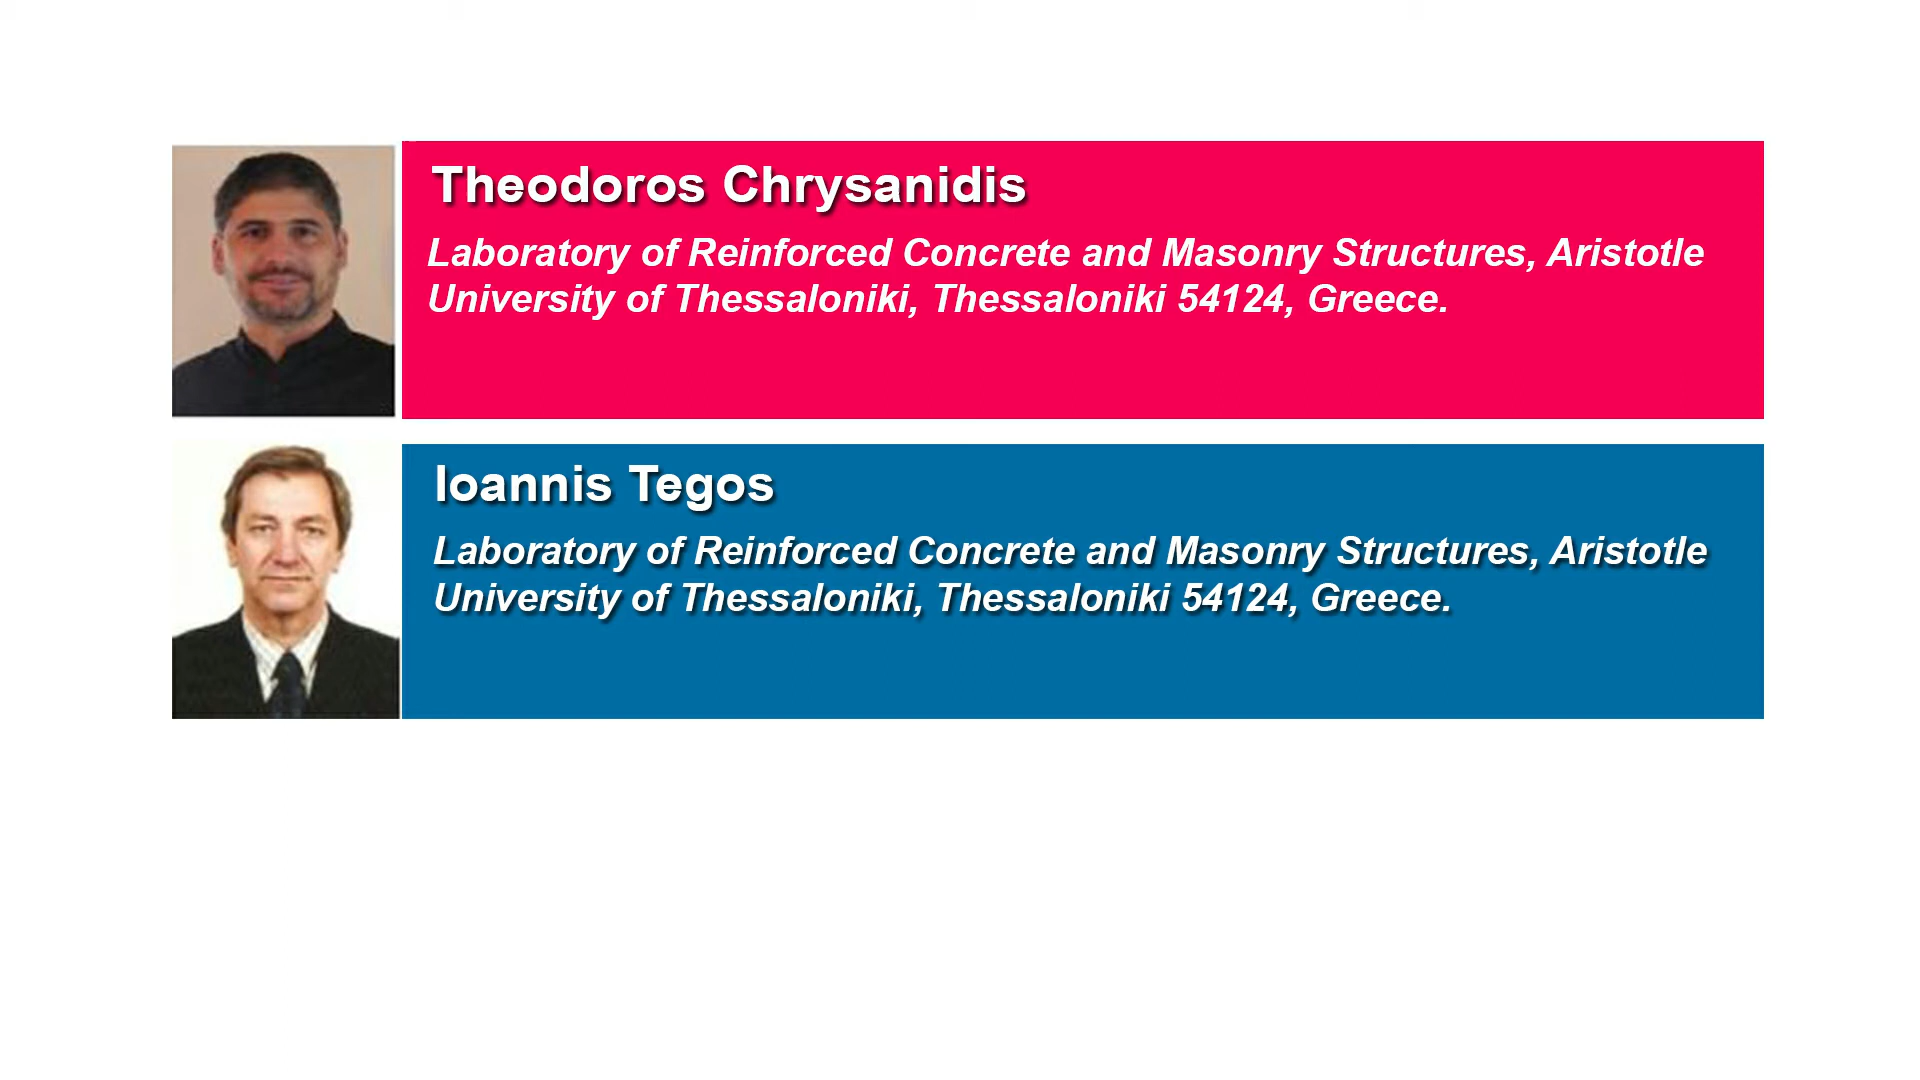 Theodoros Chrysanidis
Laboratory of Reinforced Concrete and Masonry Structures, Aristotle
University of Thessaloniki, Thessaloniki 54124, Greece.
Ioannis Tegos
Laboratory of Reinforced Concrete and Masonry Structures, Aristotle
University of Thessaloniki, Thessaloniki 54124, Greece.